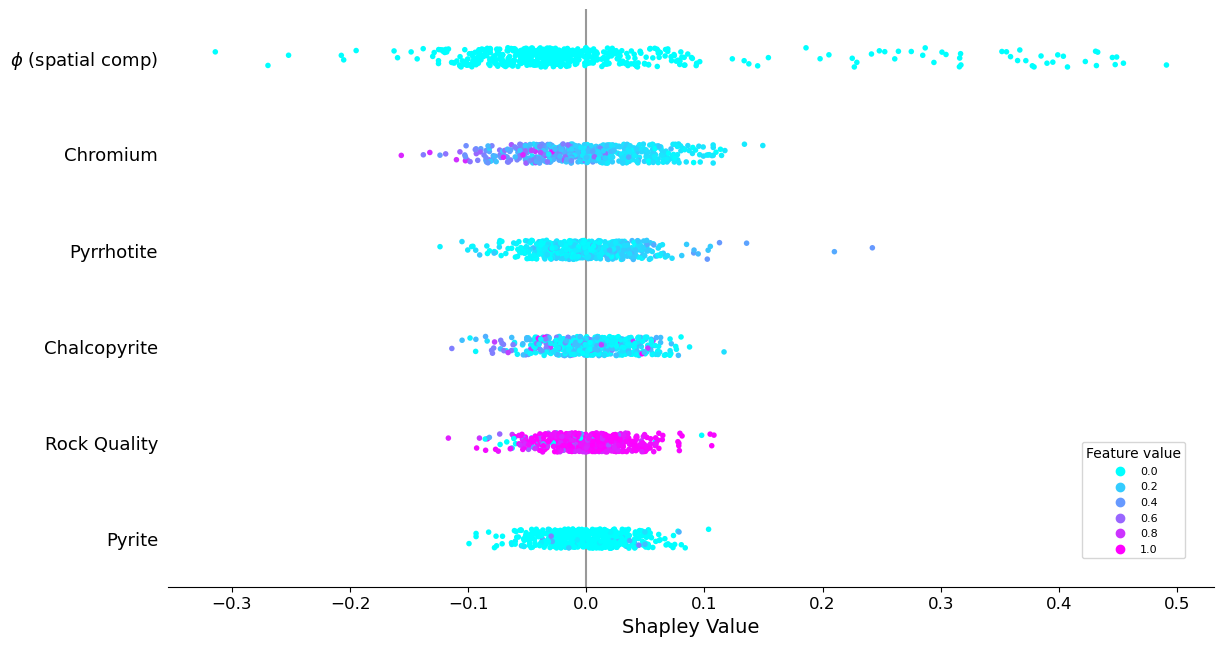 ϕ (spatial comp)
Chromium
Pyrrhotite
Chalcopyrite
Rock Quality
Pyrite
Feature value
0.0
0.2
0.4
0.6
0.8
1.0
−0.3 −0.2 −0.1 0.0 0.1 0.2 0.3 0.4 0.5
Shapley Value